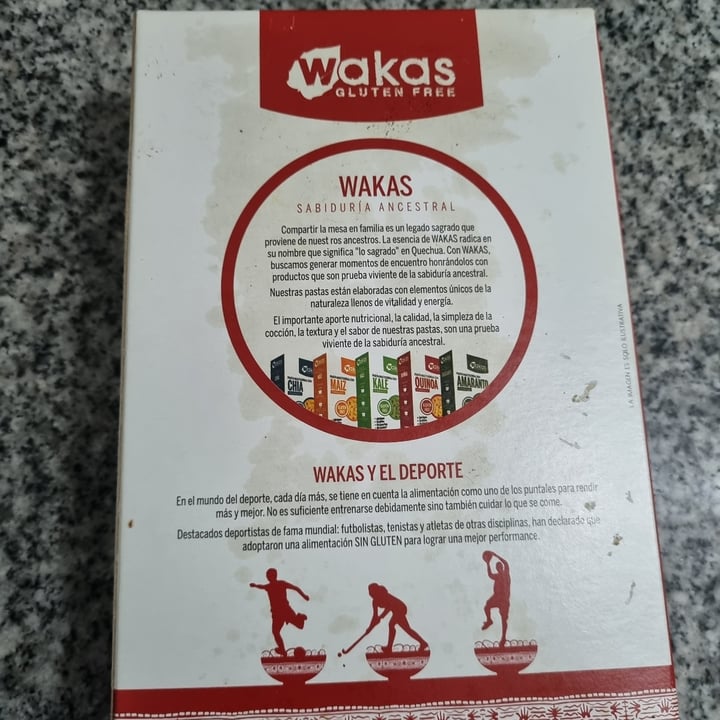 wakas
GLUTEN FREE
WAKAS
SABIDURÍA ANCESTRAL
Compartir la mesa en familia es un legado sagrado que
proviene de nuest ros ancestros. La esencia de WAKAS radica en
su nombre que significa "lo sagrado" en Quechua. Con WAKAS,
buscamos generar momentos de encuentro honrándolos con
productos que son prueba viviente de la sabiduría ancestral.
Nuestras pastas están elaboradas con elementos únicos de la
naturaleza llenos de vitalidad y energía.
El importante aporte nutricional, la calidad, la simpleza de la
cocción, la textura y el sabor de nuestras pastas, son una prueba
viviente de la sabiduría ancestral.
CHIA
MAIZ
KALE
QUINOA
AMARANTO
LA IMAGEN ES SOLO ILUSTRATIVA
WAKAS Y EL DEPORTE
En el mundo del deporte, cada día más, se tiene en cuenta la alimentación como uno de los puntales para rendir
más y mejor. No es suficiente entrenarse debidamente sino también cuidar lo que se come.
Destacados deportistas de fama mundial: futbolistas, tenistas y atletas de otras disciplinas, han declarado que
adoptaron una alimentación SIN GLUTEN para lograr una mejor performance.